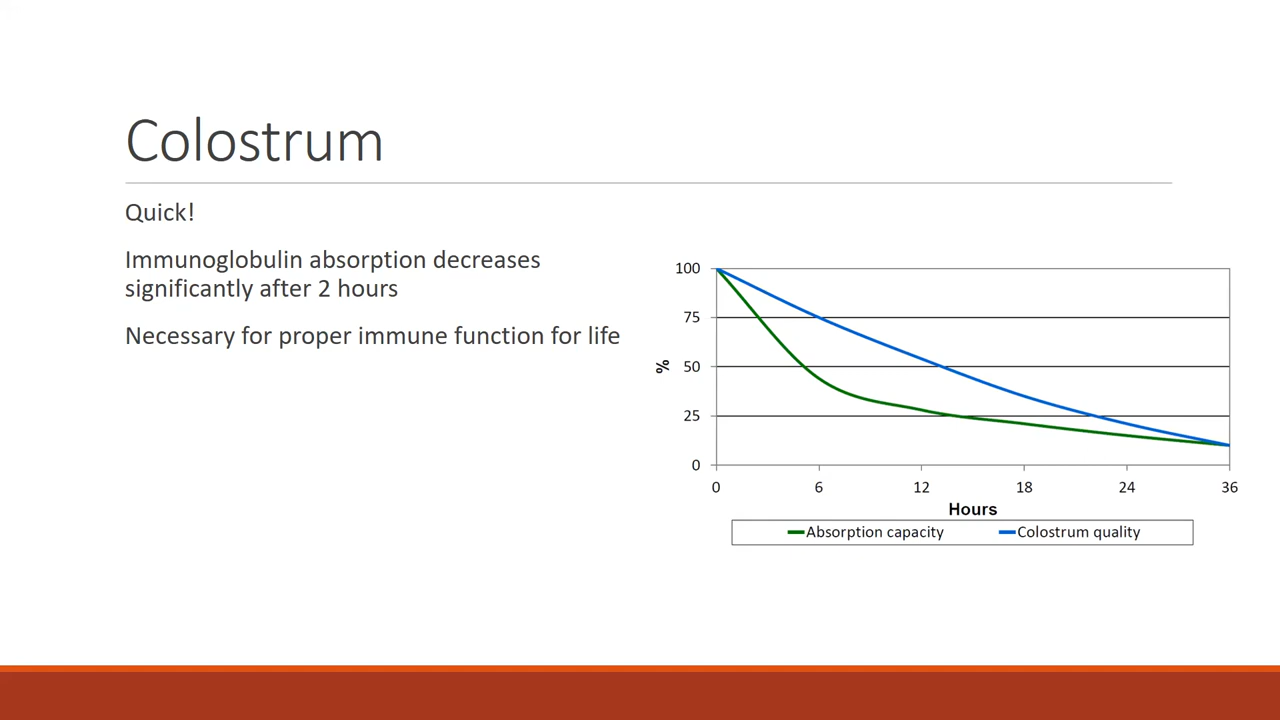 Colostrum
Quick!
Immunoglobulin absorption decreases
significantly after 2 hours
Necessary for proper immune function for life
100
75
%
50
25
0
0 6 12 18 24 36
Hours
Absorption capacity Colostrum quality